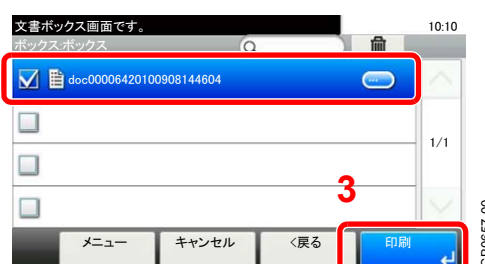 文書ボックス画面です。 10:10
ボックス:ボックス
doc00006420100908144604
1/1
3
メニュー キャンセル <戻る 印刷